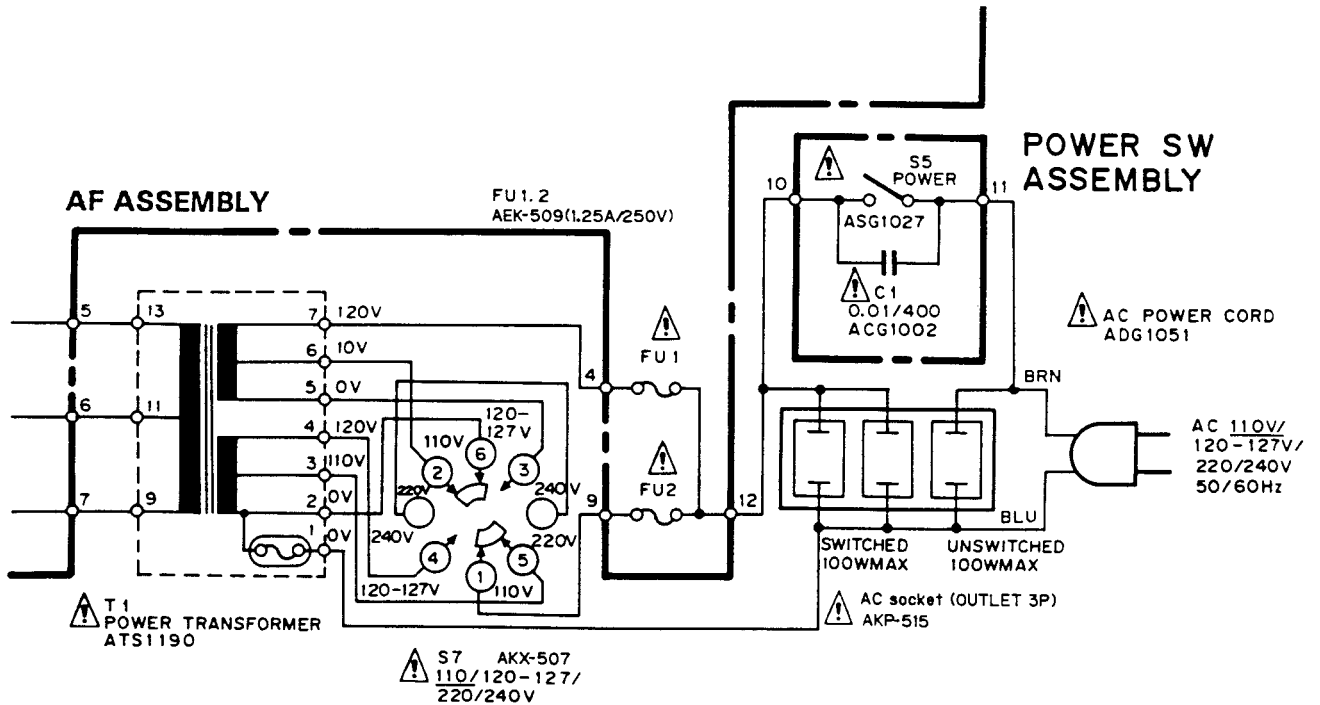 POWER SW
ASSEMBLY
S5
POWER
10
11
ASG1027
C1
0.01/400
ACG1002
AF ASSEMBLY
FU1.2
AEK-509(1.25A/250V)
AC POWER CORD
ADG1051
5
13
7
120V
6
10V
5
0V
4
FU1
BRN
6
11
4
120V
120-
127V
110V
6
2
3
3
110V
220V
240V
FU2
AC 110V/
120-127V/
220/240V
50/60Hz
7
9
2
0V
9
12
240V
220V
BLU
1
0V
4
5
1
120-127V
110V
SWITCHED
100WMAX
UNSWITCHED
100WMAX
T1
POWER TRANSFORMER
ATS1190
AC socket (OUTLET 3P)
AKP-515
S7 AKX-507
110/120-127/
220/240V